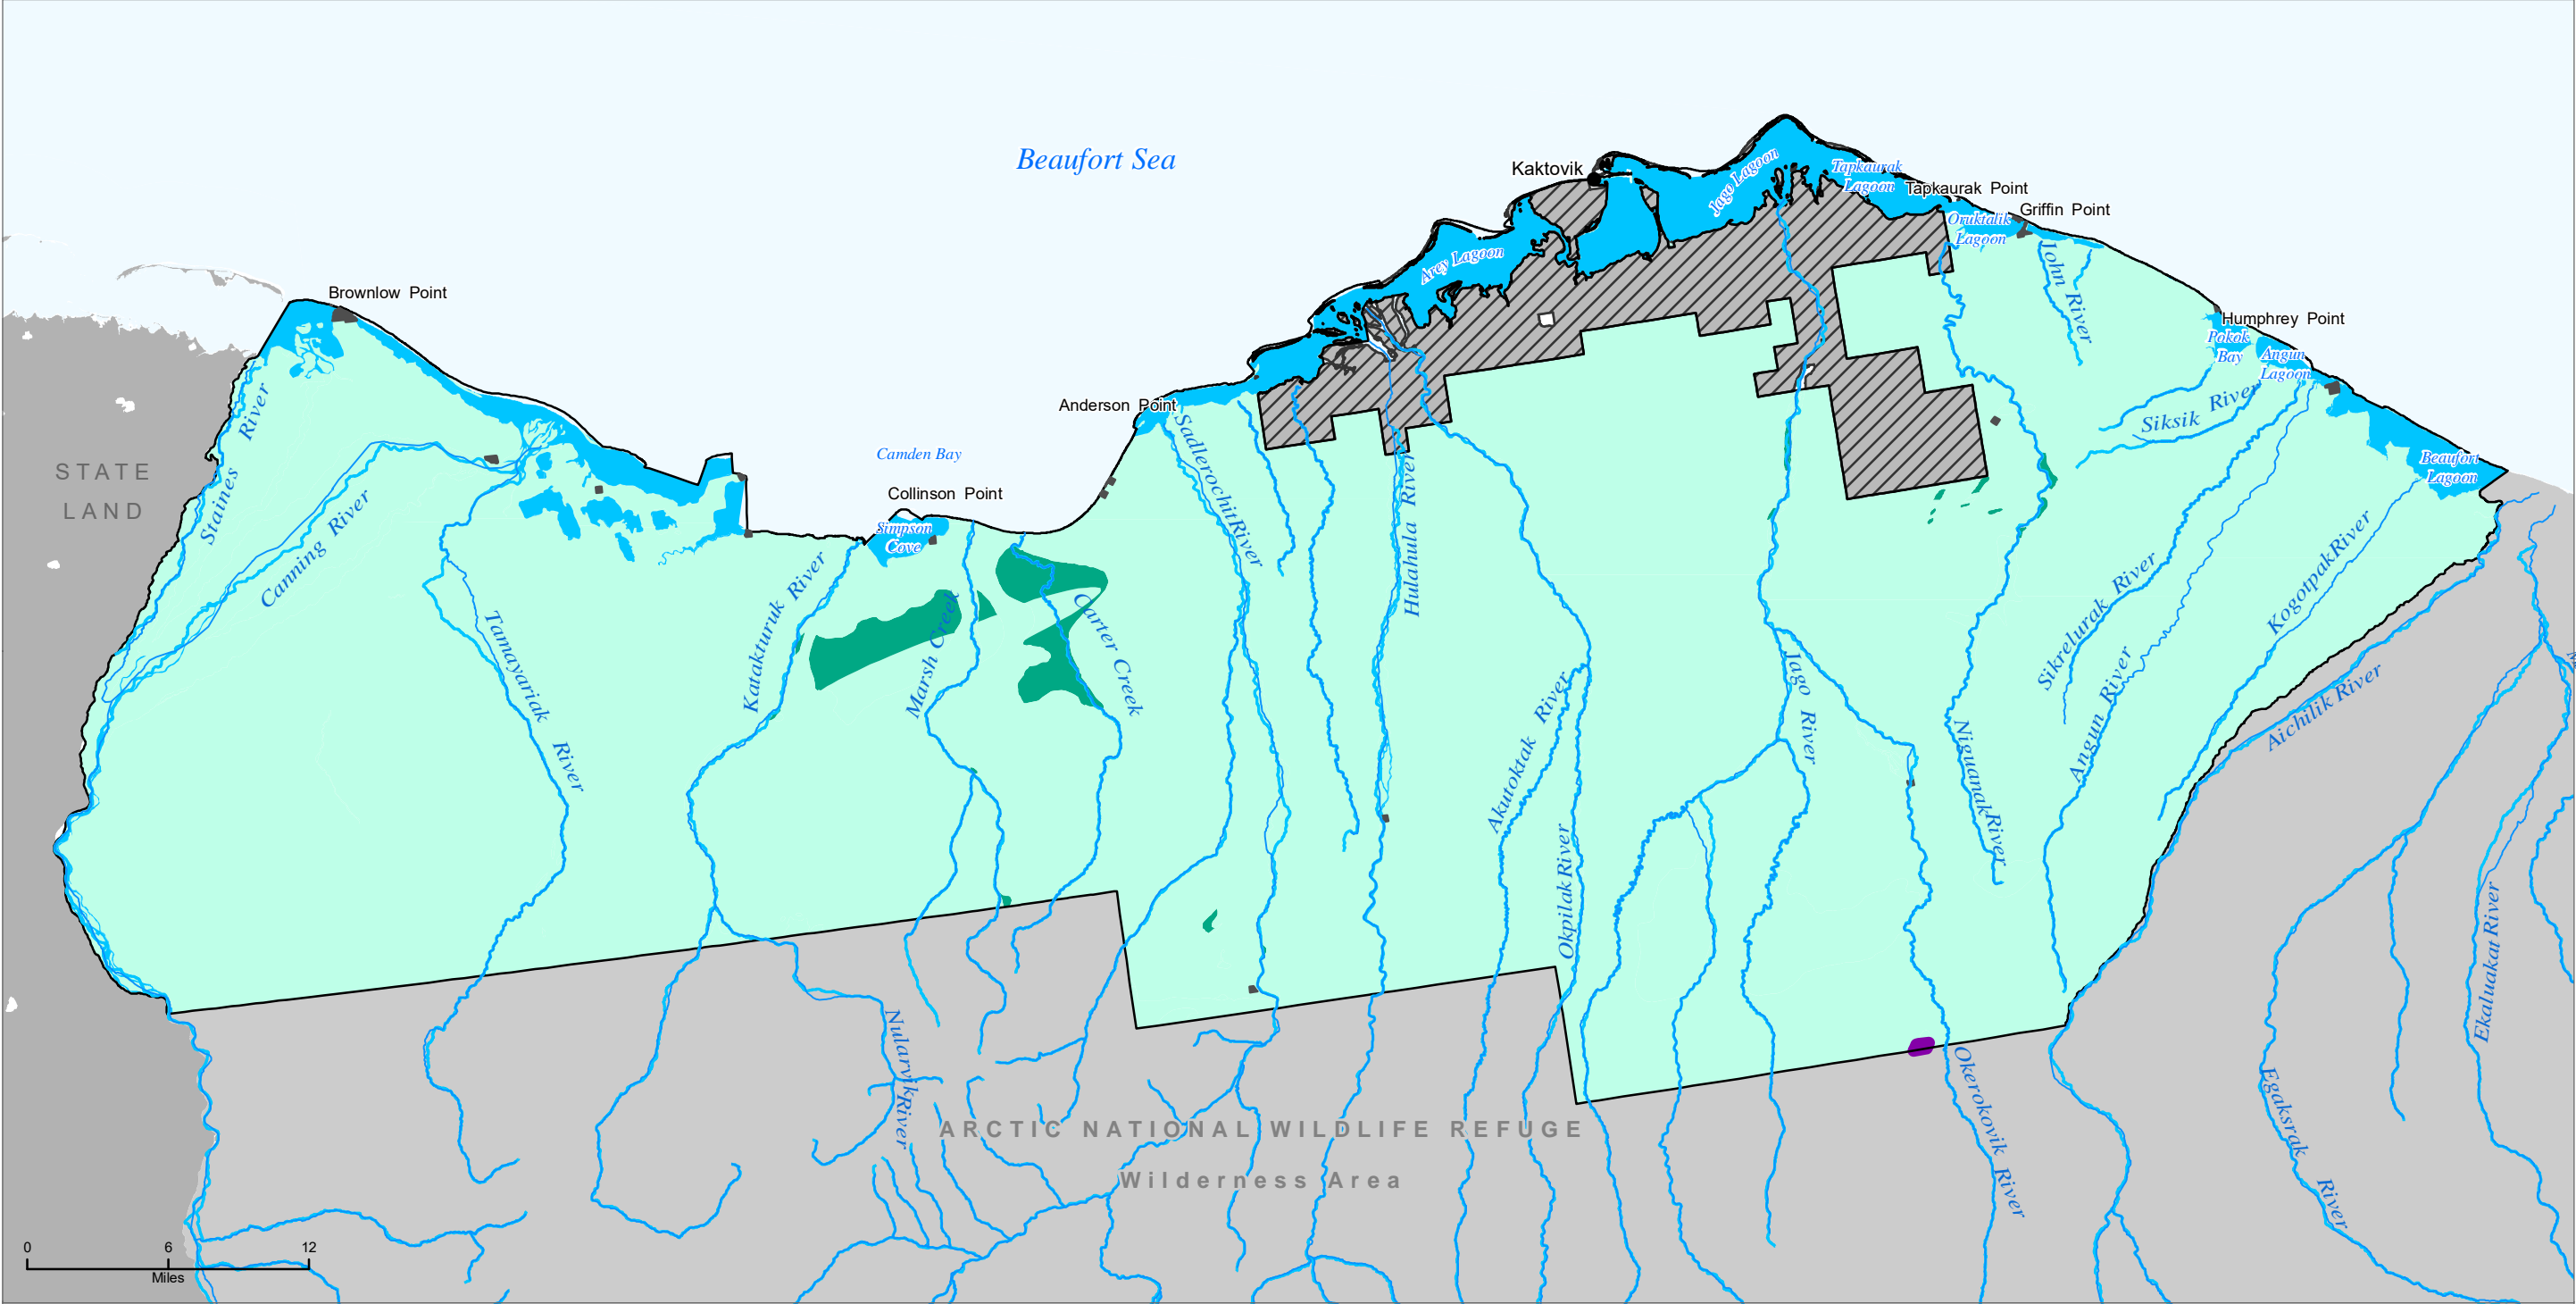 Beaufort Sea
Kaktovik
Jago Lagoon
Tapkaurak
Lagoon
Tapkaurak Point
Griffin Point
Oruktalik
Lagoon
Arey Lagoon
John River
Brownlow Point
Humphrey Point
Pokok
Bay
Angun
Lagoon
Anderson Point
Siksik River
Staines River
STATE
LAND
Camden Bay
Collinson Point
Simpson
Cove
Beaufort
Lagoon
Canning River
Sadlerochit River
Hulahula River
Tamayariak River
Katakturuk River
Marsh Creek
Carter Creek
Akutoktak River
Okpilak River
Jago River
Niguanak River
Sikrelurak River
Angun River
Kogotpak River
Aichilik River
Nularvik River
Okerokovik River
Egaksrak River
Ekaluakat River
ARCTIC NATIONAL WILDLIFE REFUGE
Wilderness Area
0 6 12
Miles